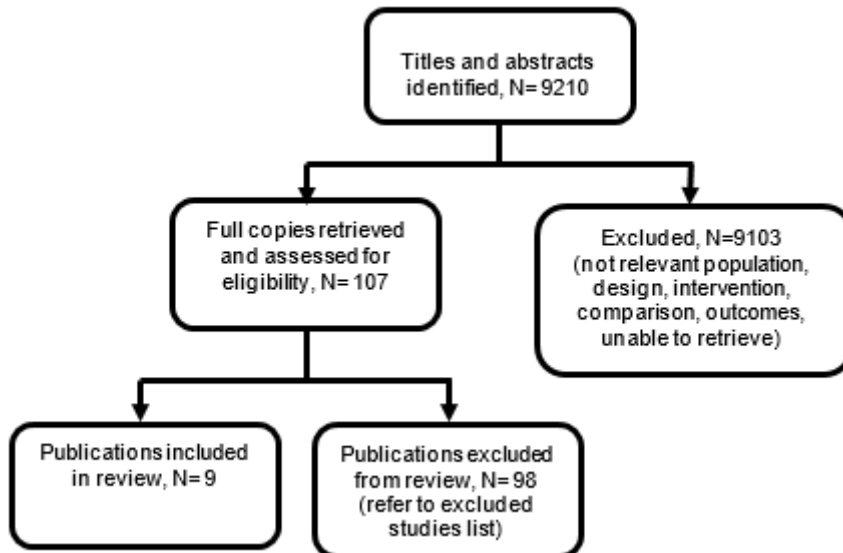 Titles and abstracts
identified, N= 9210
Full copies retrieved
and assessed for
eligibility, N= 107
Excluded, N=9103
(not relevant population,
design, intervention,
comparison, outcomes,
unable to retrieve)
Publications included
in review, N= 9
Publications excluded
from review, N= 98
(refer to excluded
studies list)